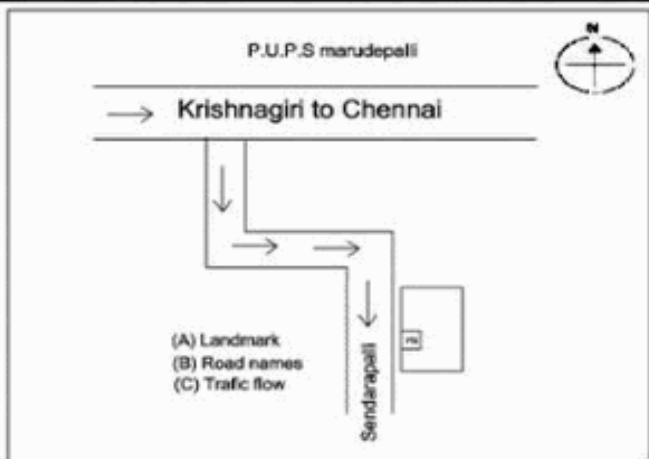 N
P.U.P.S marudepalli
Krishnagiri to Chennai
(A) Landmark
(B) Road names
(C) Trafic flow
Sendarapalli